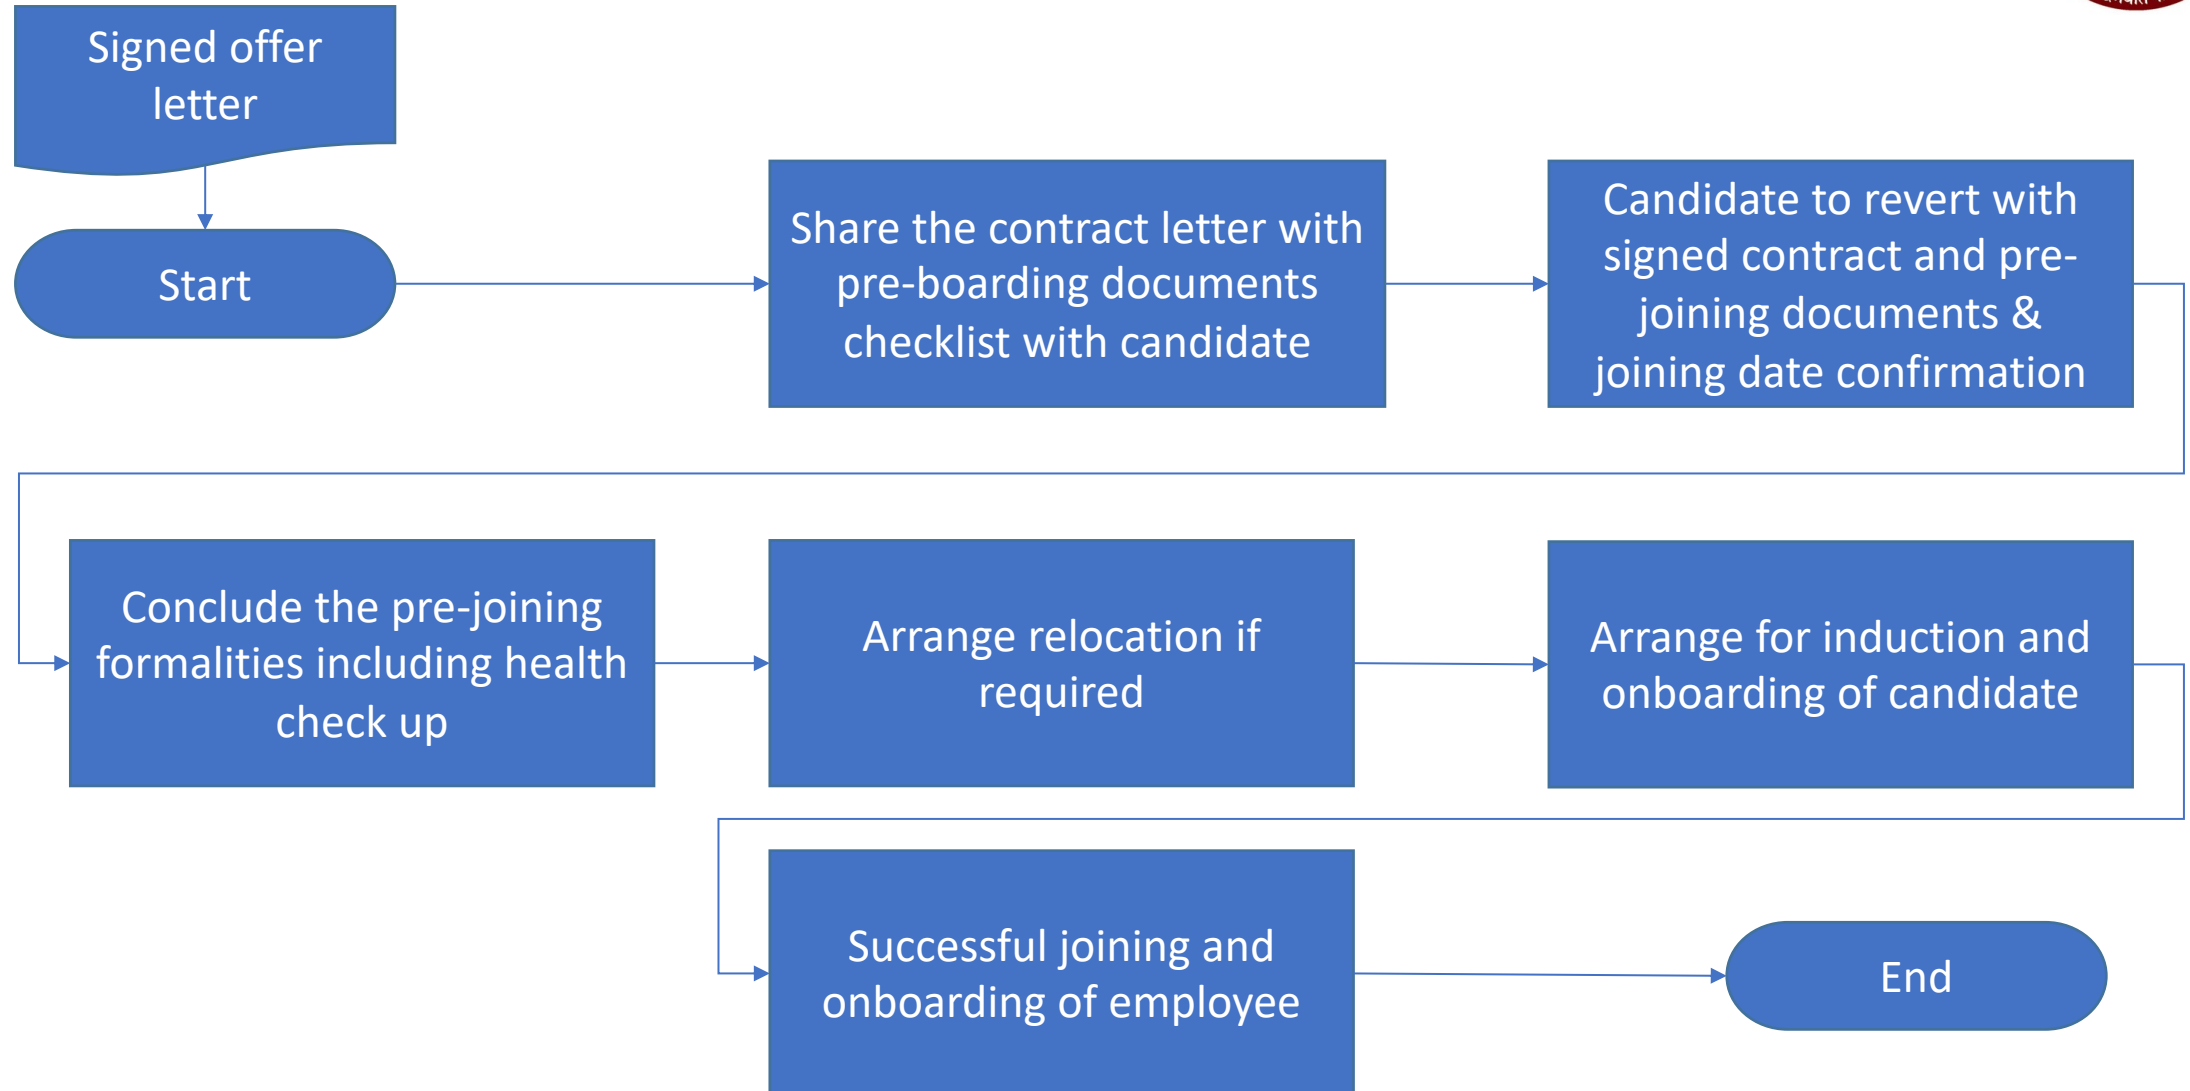 Signed offer
letter
Start
Share the contract letter with
pre-boarding documents
checklist with candidate
Candidate to revert with
signed contract and pre-
joining documents &
joining date confirmation
Conclude the pre-joining
formalities including health
check up
Arrange relocation if
required
Arrange for induction and
onboarding of candidate
Successful joining and
onboarding of employee
End